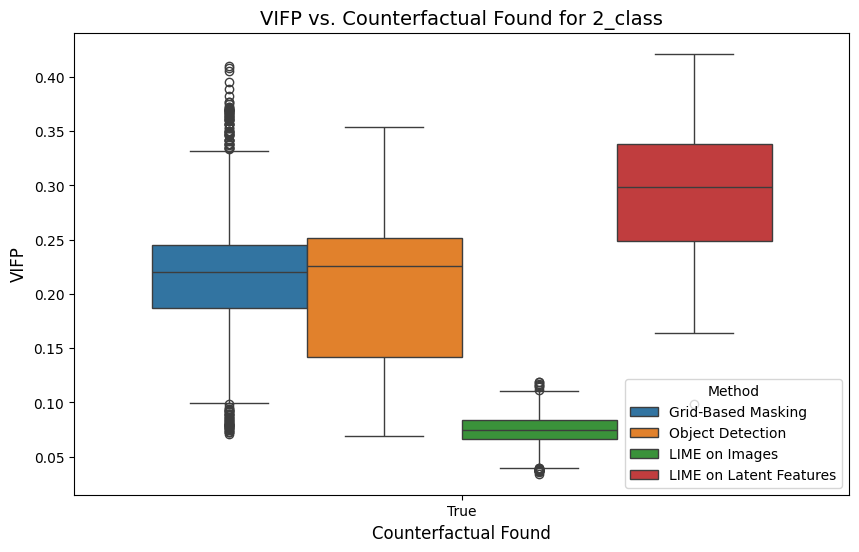 VIFP vs. Counterfactual Found for 2_class
VIFP
0.40
0.35
0.30
0.25
0.20
0.15
0.10
0.05
Method
Grid-Based Masking
Object Detection
LIME on Images
LIME on Latent Features
True
Counterfactual Found